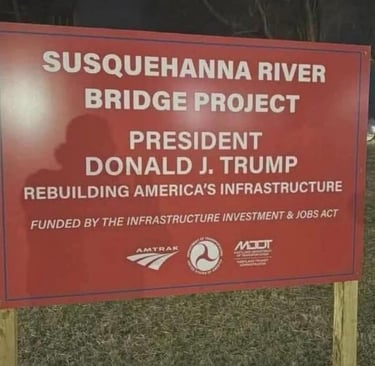 SUSQUEHANNA RIVER
BRIDGE PROJECT
PRESIDENT
DONALD J. TRUMP
REBUILDING AMERICA'S INFRASTRUCTURE
FUNDED BY THE INFRASTRUCTURE INVESTMENT & JOBS ACT
AMTRAK
MDOT